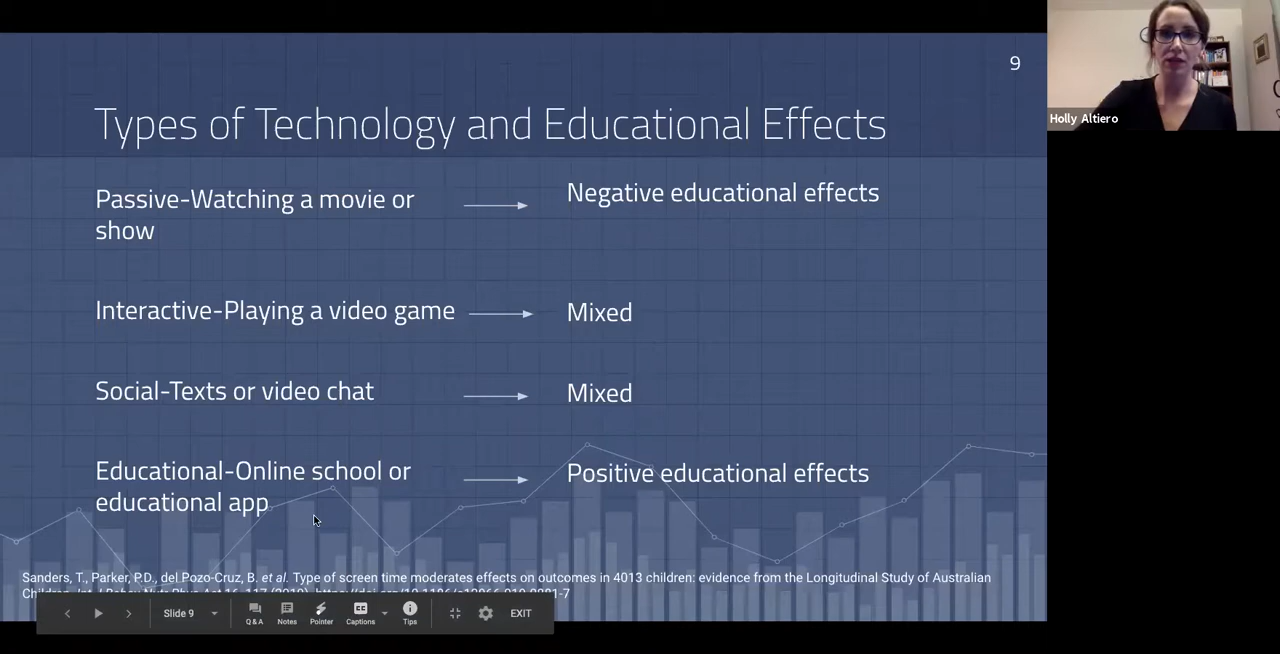 9
Types of Technology and Educational Effects
Passive-Watching a movie or
show
Negative educational effects
Interactive-Playing a video game
Mixed
Social-Texts or video chat
Mixed
Educational-Online school or
educational app
Positive educational effects
Sanders, T., Parker, P.D., del Pozo-Cruz, B. et al. Type of screen time moderates effects on outcomes in 4013 children: evidence from the Longitudinal Study of Australian
Slide 9
Q & A
Notes
Pointer
Captions
Tips
EXIT
Holly Altiero